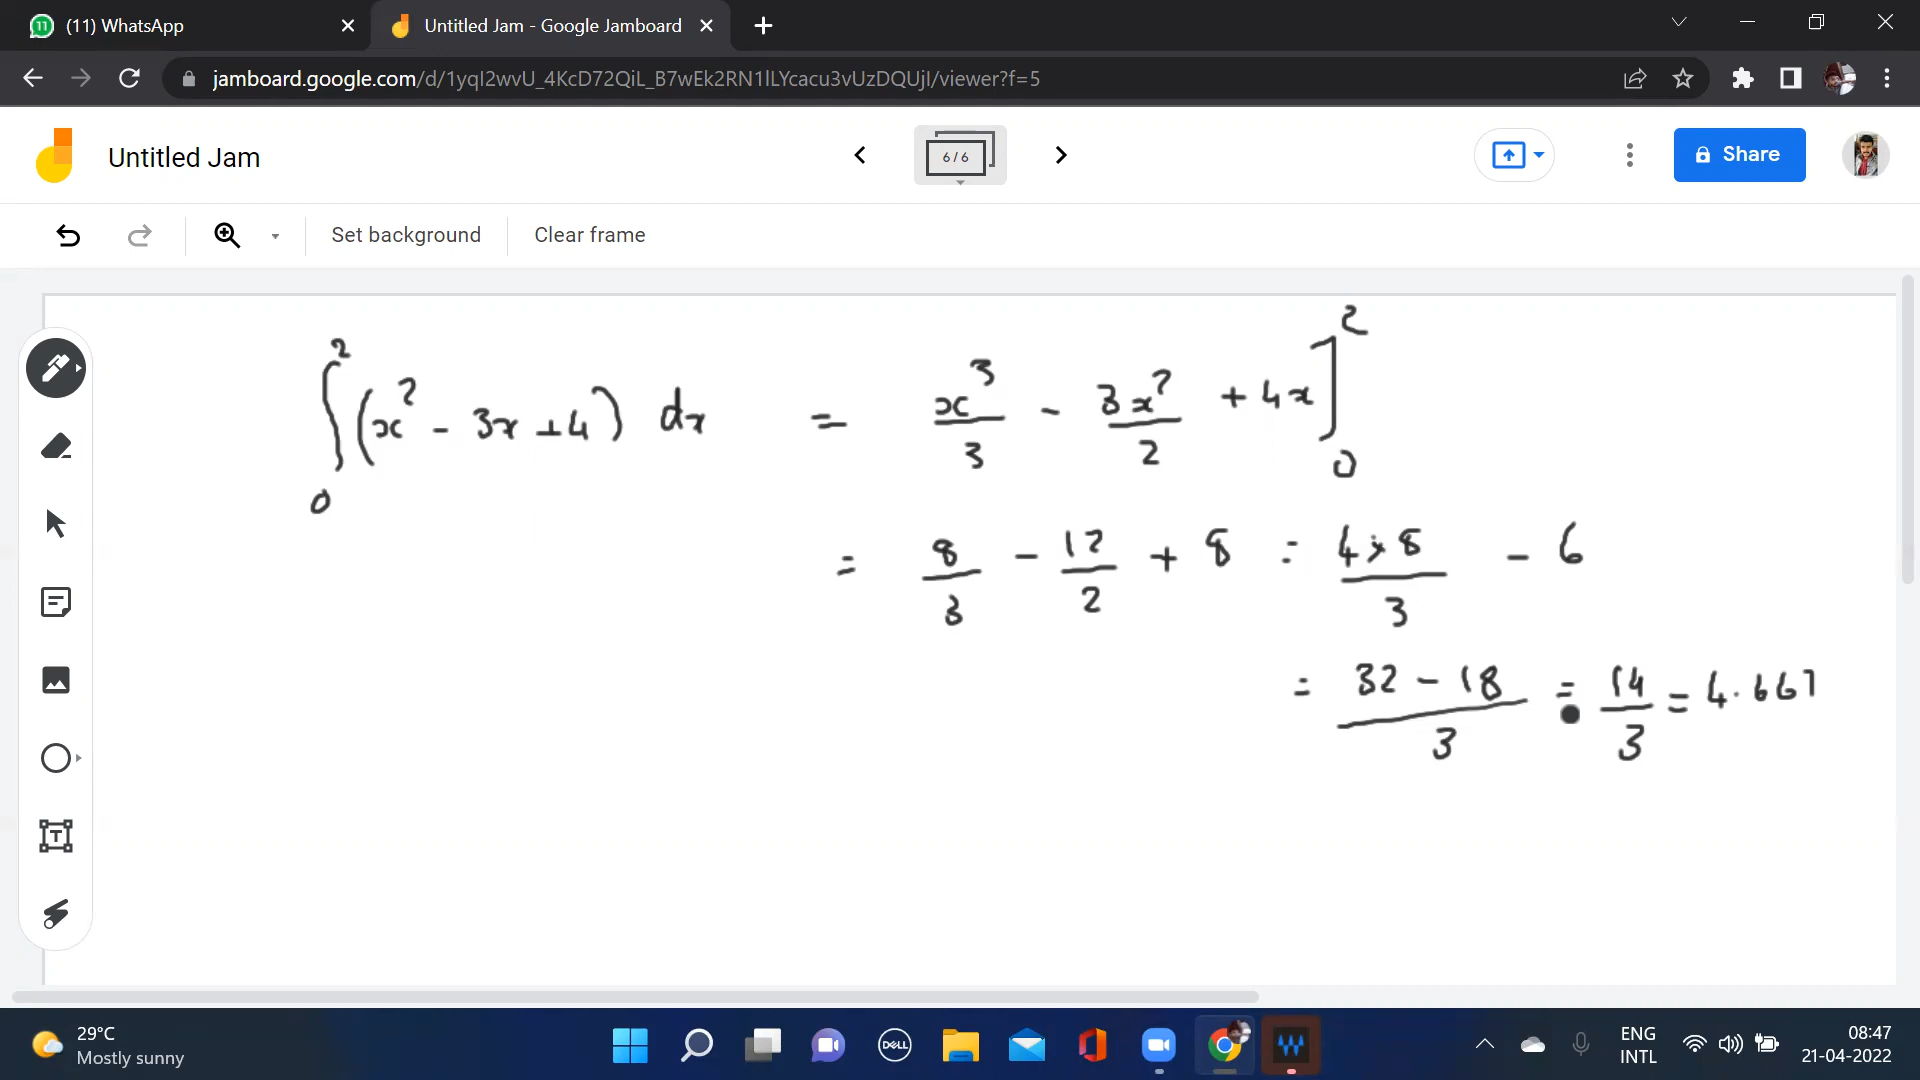 (11) WhatsApp
Untitled Jam - Google Jamboard
jamboard.google.com/d/1yqI2wvU_4KcD72QiL_B7wEk2RN1lLYcacu3vUzDQUjI/viewer?f=5
Untitled Jam
6 / 6
Share
Set background
Clear frame
∫₀² (x² - 3x + 4) dx = x³/3 - 3x²/2 + 4x]₀²
= 8/3 - 12/2 + 8 = 4×8/3 - 6
= 32 - 18/3 = 14/3 = 4.667
T
29°C
Mostly sunny
DELL
ENG
INTL
08:47
21-04-2022